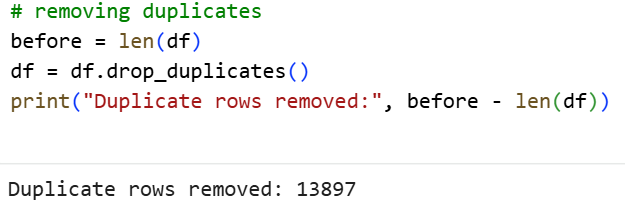 # removing duplicates
before = len(df)
df = df.drop_duplicates()
print("Duplicate rows removed:", before - len(df))
Duplicate rows removed: 13897